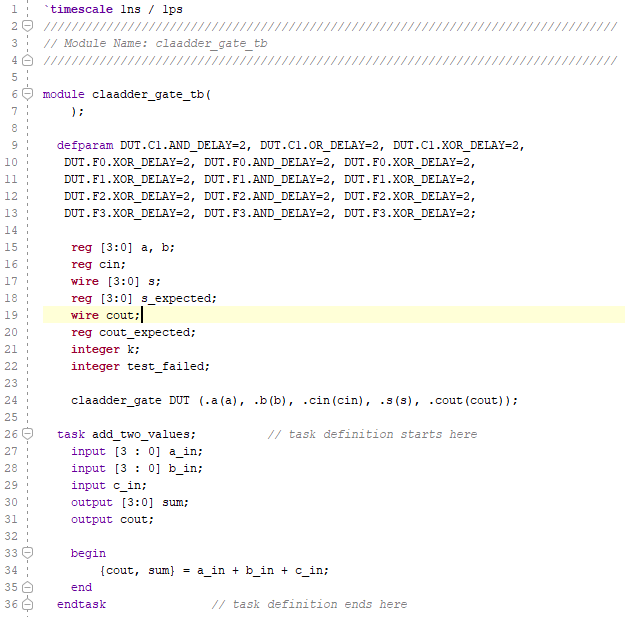 1 `timescale 1ns / 1ps
2 //////////////////////////////////////////////////////////////////////////////////
3 // Module Name: claadder_gate_tb
4 //////////////////////////////////////////////////////////////////////////////////
5
6 module claadder_gate_tb(
7     );
8
9   defparam DUT.C1.AND_DELAY=2, DUT.C1.OR_DELAY=2, DUT.C1.XOR_DELAY=2,
10    DUT.F0.XOR_DELAY=2, DUT.F0.AND_DELAY=2, DUT.F0.XOR_DELAY=2,
11    DUT.F1.XOR_DELAY=2, DUT.F1.AND_DELAY=2, DUT.F1.XOR_DELAY=2,
12    DUT.F2.XOR_DELAY=2, DUT.F2.AND_DELAY=2, DUT.F2.XOR_DELAY=2,
13    DUT.F3.XOR_DELAY=2, DUT.F3.AND_DELAY=2, DUT.F3.XOR_DELAY=2;
14
15     reg [3:0] a, b;
16     reg cin;
17     wire [3:0] s;
18     reg [3:0] s_expected;
19     wire cout;
20     reg cout_expected;
21     integer k;
22     integer test_failed;
23
24     claadder_gate DUT (.a(a), .b(b), .cin(cin), .s(s), .cout(cout));
25
26   task add_two_values;          // task definition starts here
27     input [3 : 0] a_in;
28     input [3 : 0] b_in;
29     input c_in;
30     output [3:0] sum;
31     output cout;
32
33     begin
34         {cout, sum} = a_in + b_in + c_in;
35     end
36   endtask               // task definition ends here